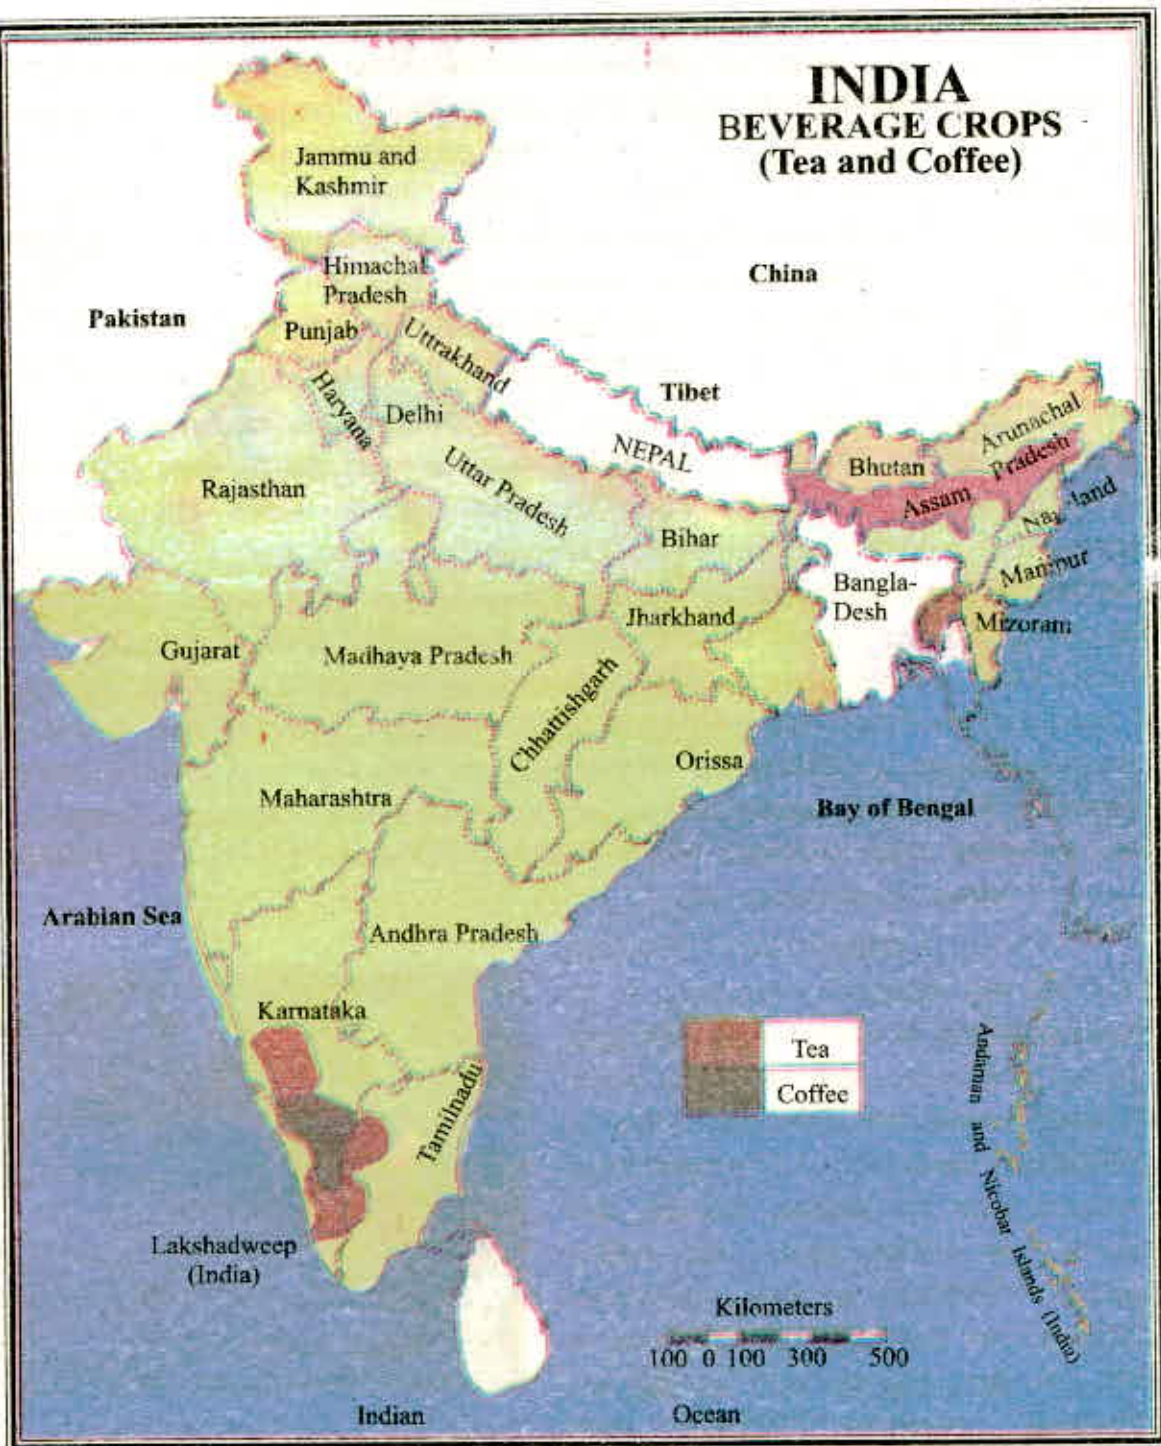 INDIA
BEVERAGE CROPS
(Tea and Coffee)
Jammu and
Kashmir
China
Himachal
Pradesh
Pakistan
Punjab
Uttrakhand
Tibet
Haryana
Delhi
NEPAL
Arunachal
Pradesh
Bhutan
Rajasthan
Uttar Pradesh
Assam
Bihar
Manipur
Bangla-
Desh
Jharkhand
Mizoram
Gujarat
Madhaya Pradesh
Chhattishgarh
Orissa
Maharashtra
Bay of Bengal
Arabian Sea
Andhra Pradesh
Karnataka
Tea
Coffee
Tamilnadu
Andaman and Nicobar Islands (India)
Lakshadweep
(India)
Kilometers
100 0 100 300 500
Indian Ocean